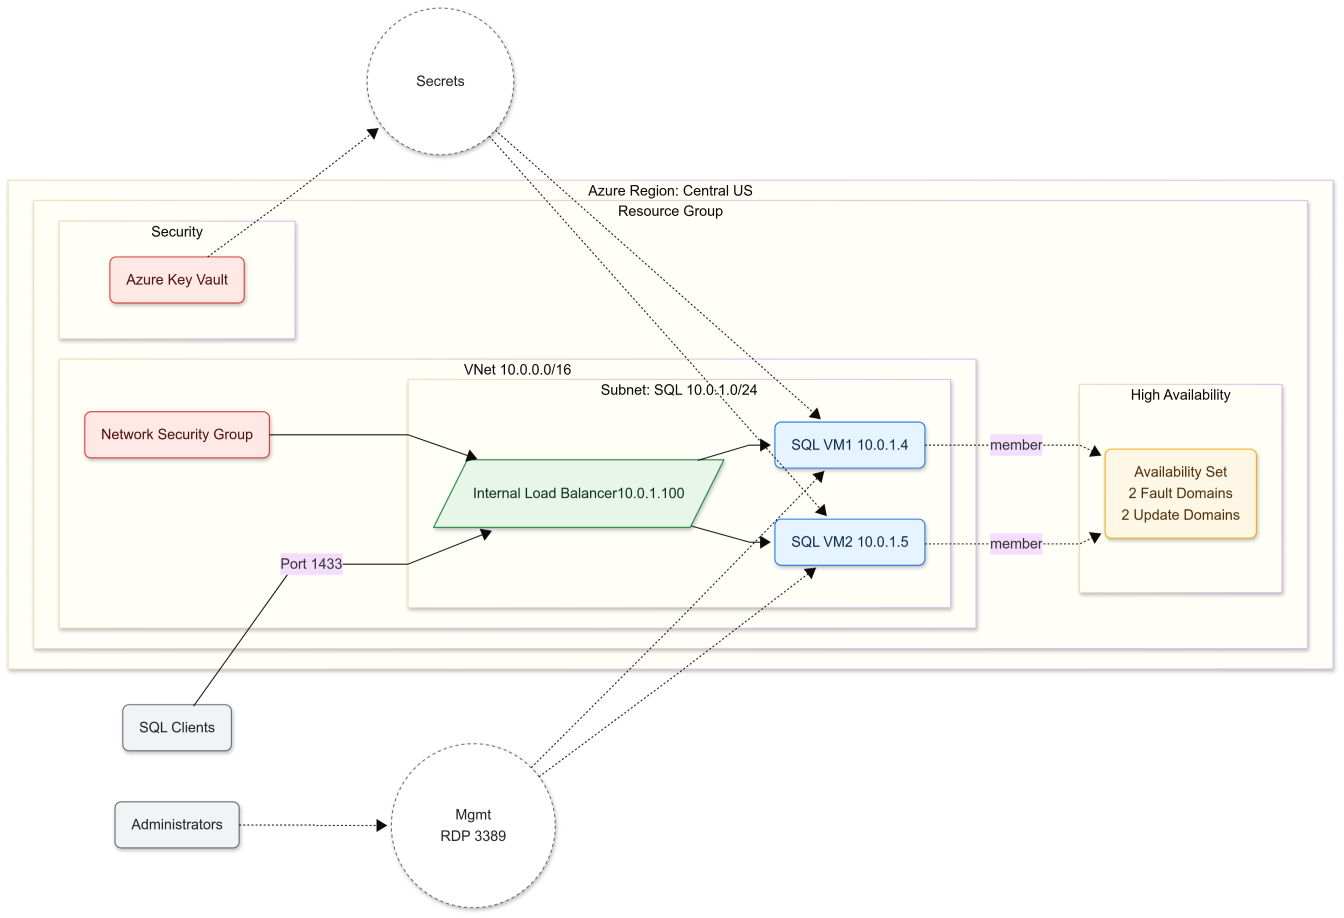 Secrets
Azure Region: Central US
Resource Group
Security
Azure Key Vault
VNet 10.0.0.0/16
Subnet: SQL 10.0.1.0/24
High Availability
Network Security Group
SQL VM1 10.0.1.4
member
Availability Set
2 Fault Domains
2 Update Domains
Internal Load Balancer10.0.1.100
SQL VM2 10.0.1.5
member
Port 1433
SQL Clients
Administrators
Mgmt
RDP 3389